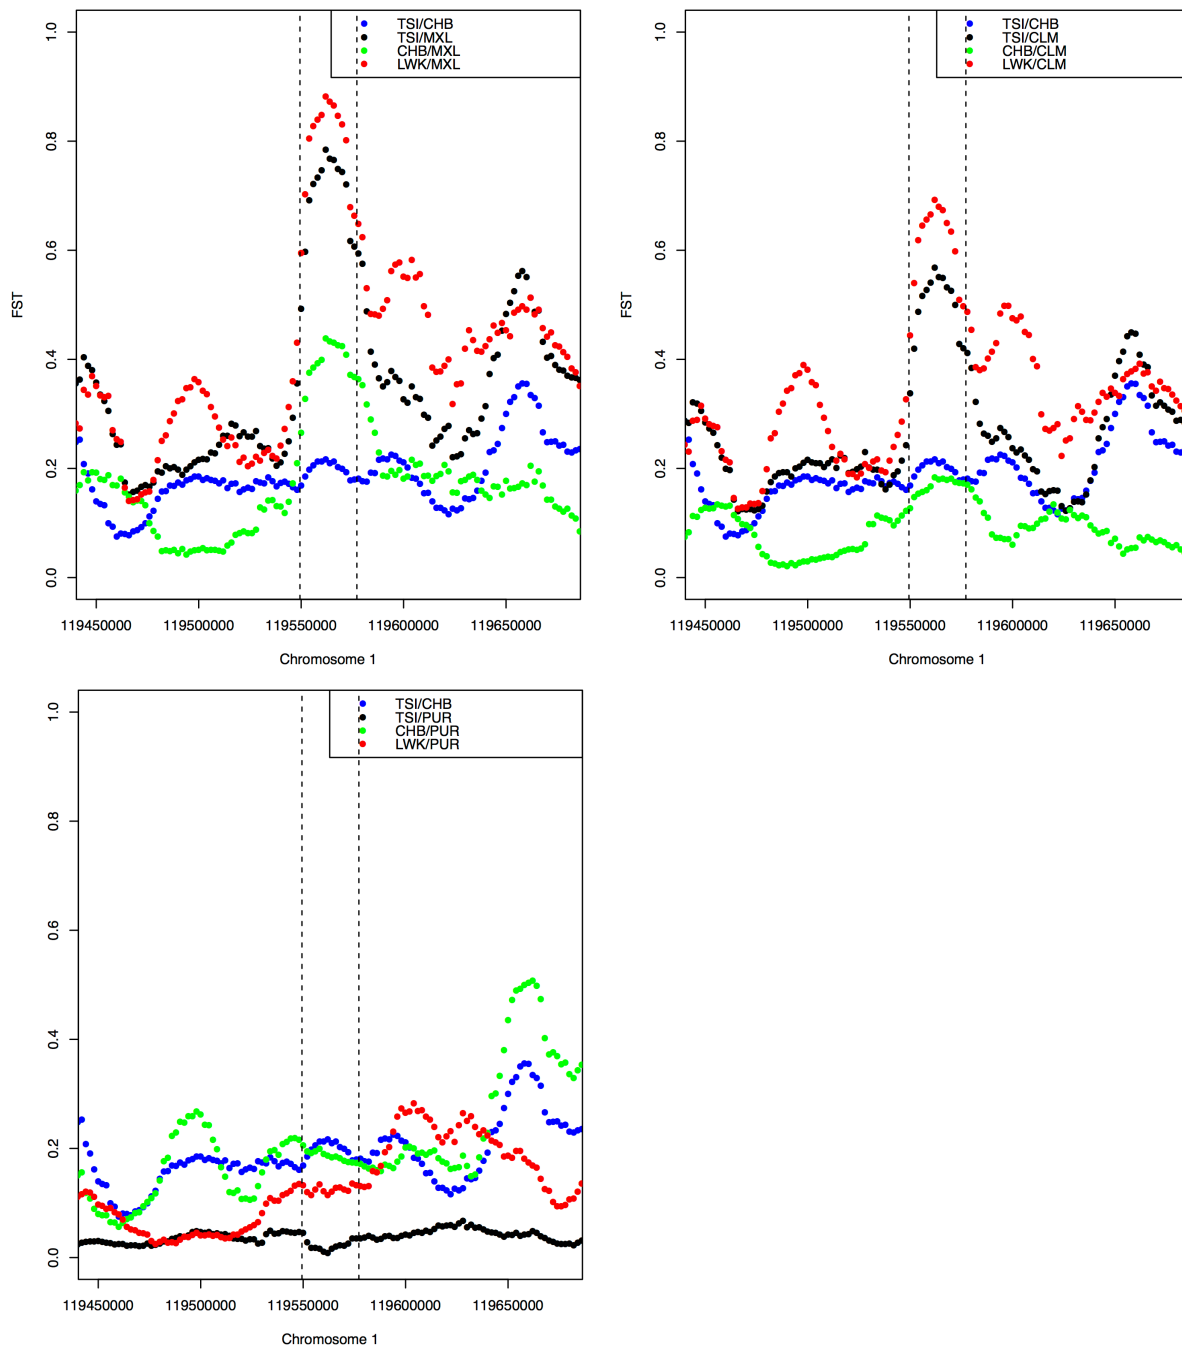 TSI/CHB
TSI/MXL
CHB/MXL
LWK/MXL
1.0
0.8
0.6
0.4
0.2
0.0
FST
119450000 119500000 119550000 119600000 119650000
Chromosome 1
TSI/CHB
TSI/CLM
CHB/CLM
LWK/CLM
1.0
0.8
0.6
0.4
0.2
0.0
FST
119450000 119500000 119550000 119600000 119650000
Chromosome 1
TSI/CHB
TSI/PUR
CHB/PUR
LWK/PUR
1.0
0.8
0.6
0.4
0.2
0.0
119450000 119500000 119550000 119600000 119650000
Chromosome 1